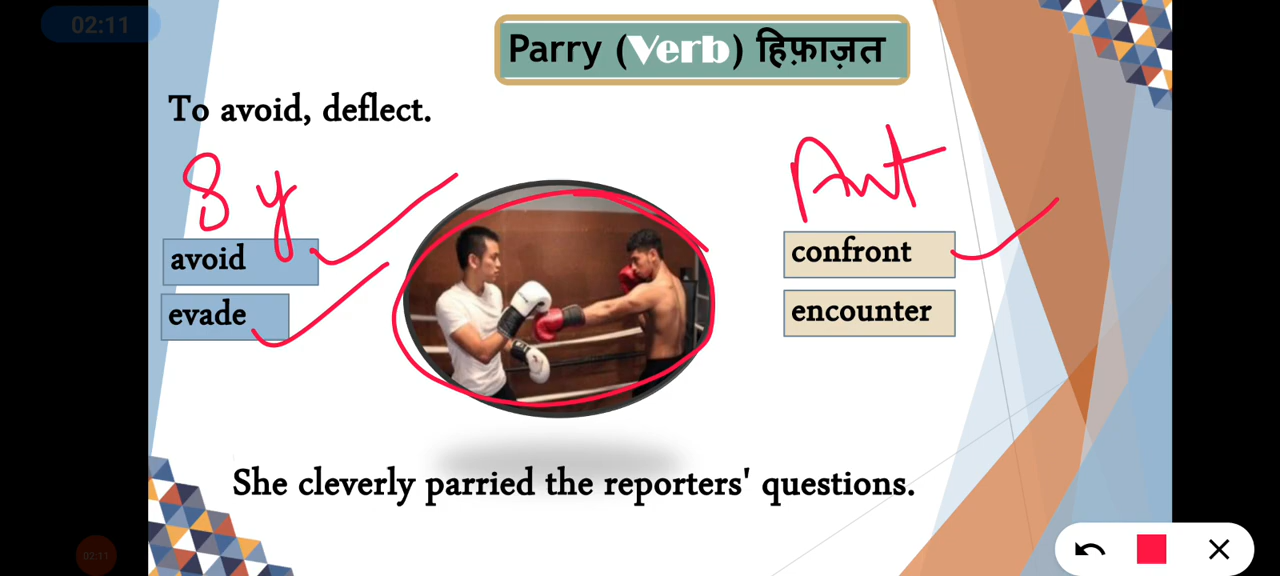 02:11
Parry (Verb) हिफ़ाज़त
To avoid, deflect.
Sy
Ant
avoid
confront
evade
encounter
She cleverly parried the reporters' questions.
02:11